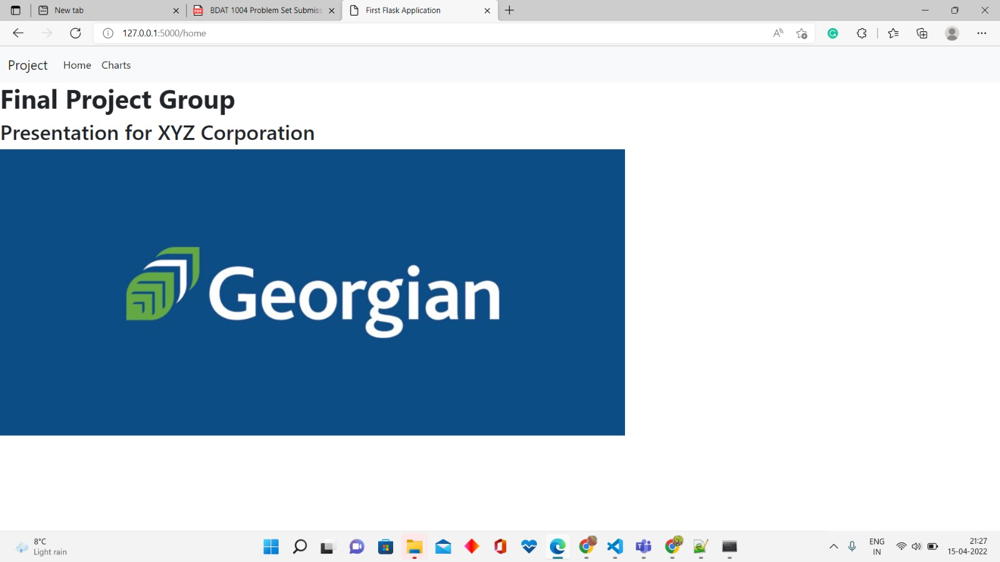 New tab
BDAT 1004 Problem Set Submiss
First Flask Application
127.0.0.1:5000/home
Project Home Charts
Final Project Group
Presentation for XYZ Corporation
Georgian
8°C
Light rain
ENG
IN
21:27
15-04-2022